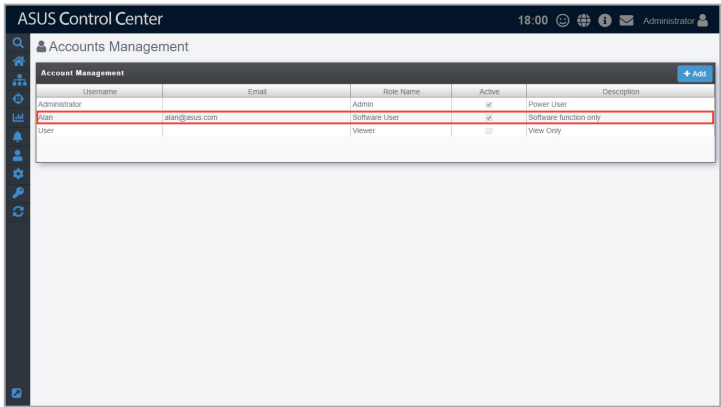 ASUS Control Center
18:00
Administrator
Accounts Management
Account Management
+ Add
Username Email Role Name Active Description
Administrator Admin Power User
Alan alan@asus.com Software User Software function only
User Viewer View Only